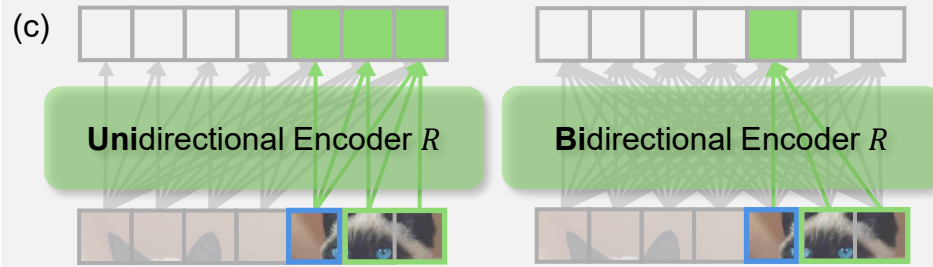 (c)
Unidirectional Encoder R
Bidirectional Encoder R